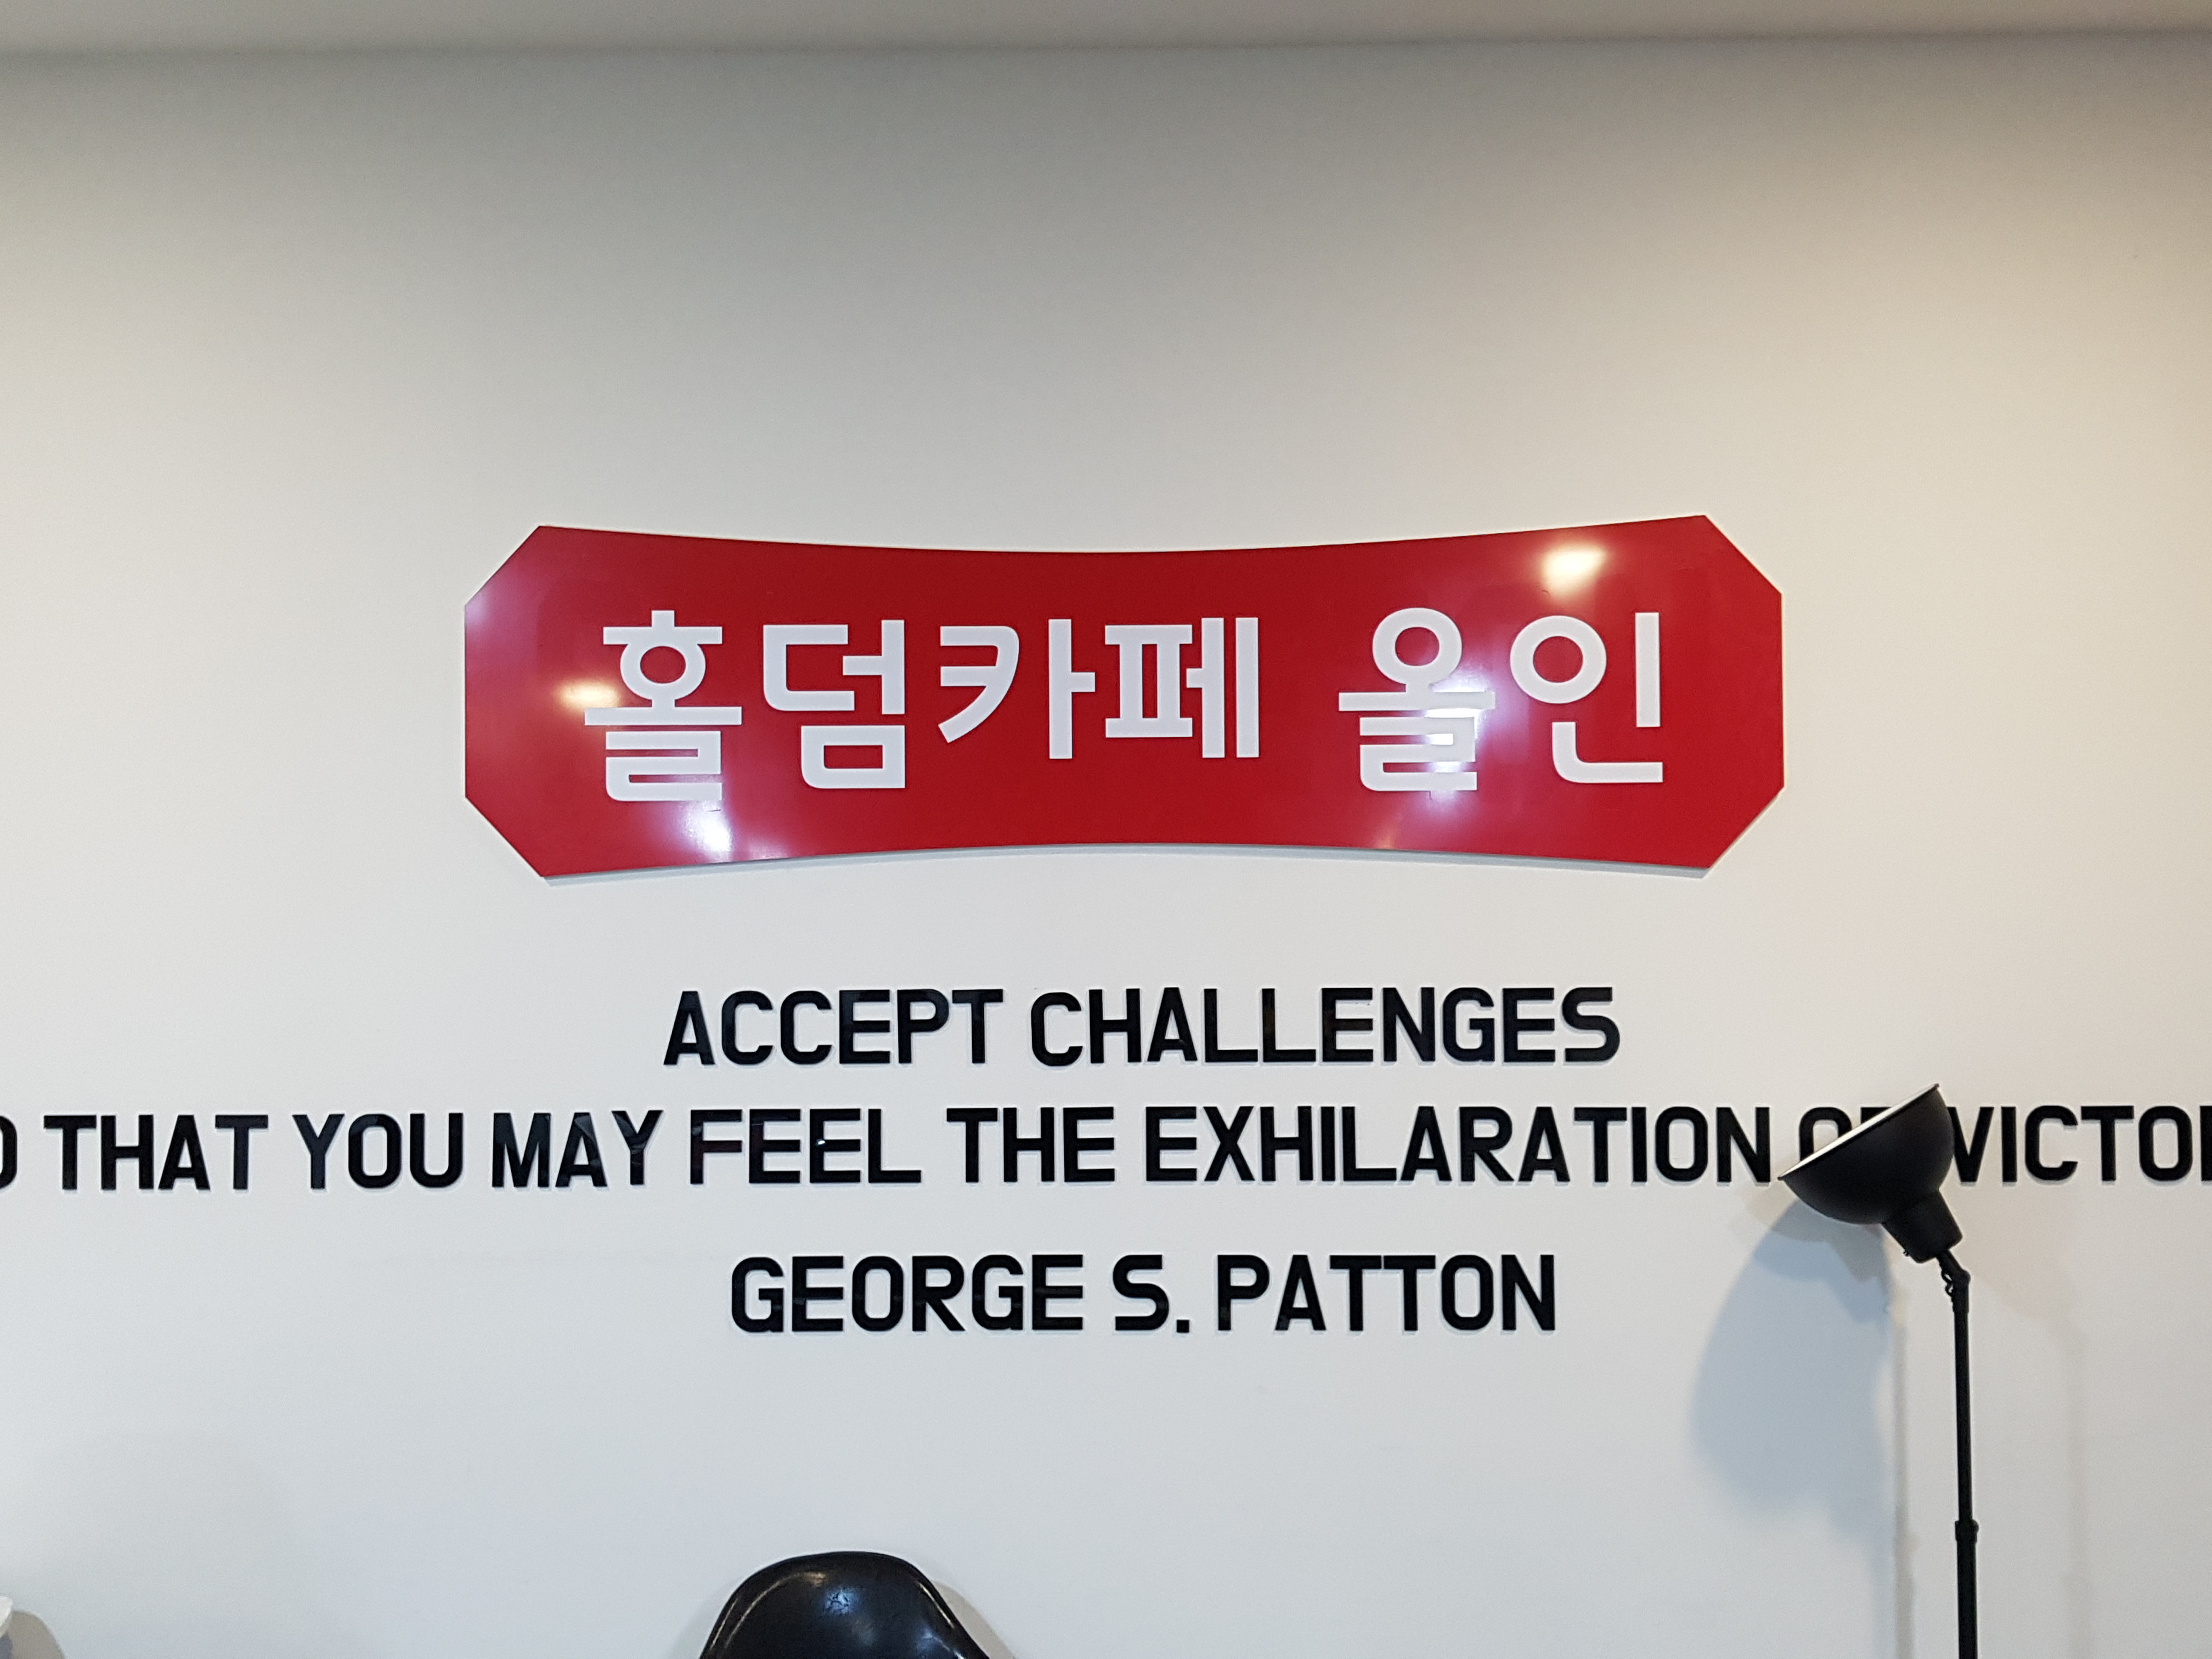 홀덤카페 올인
ACCEPT CHALLENGES
THAT YOU MAY FEEL THE EXHILARATION
GEORGE S. PATTON